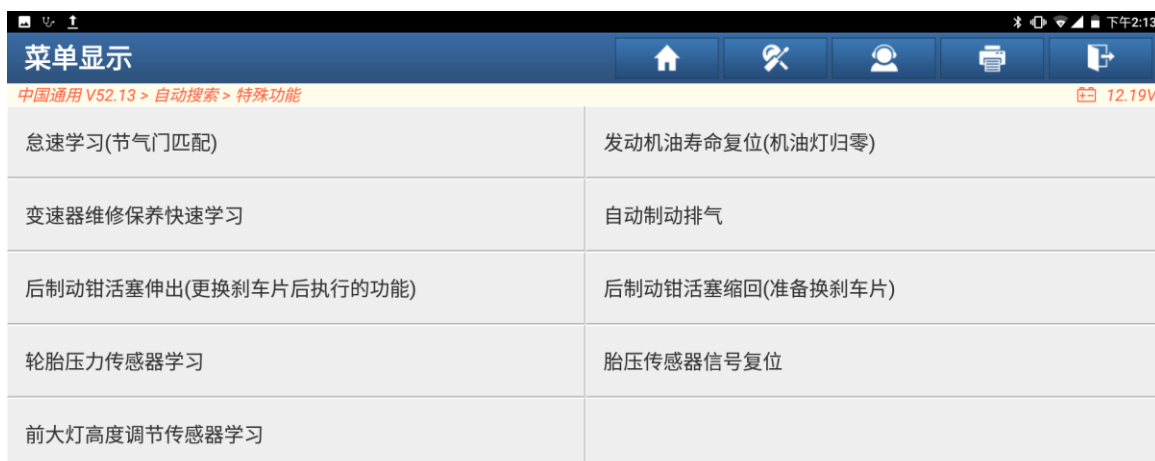 下午2:13
菜单显示
中国通用 V52.13 > 自动搜索 > 特殊功能
12.19V
怠速学习(节气门匹配)
发动机油寿命复位(机油灯归零)
变速器维修保养快速学习
自动制动排气
后制动钳活塞伸出(更换刹车片后执行的功能)
后制动钳活塞缩回(准备换刹车片)
轮胎压力传感器学习
胎压传感器信号复位
前大灯高度调节传感器学习